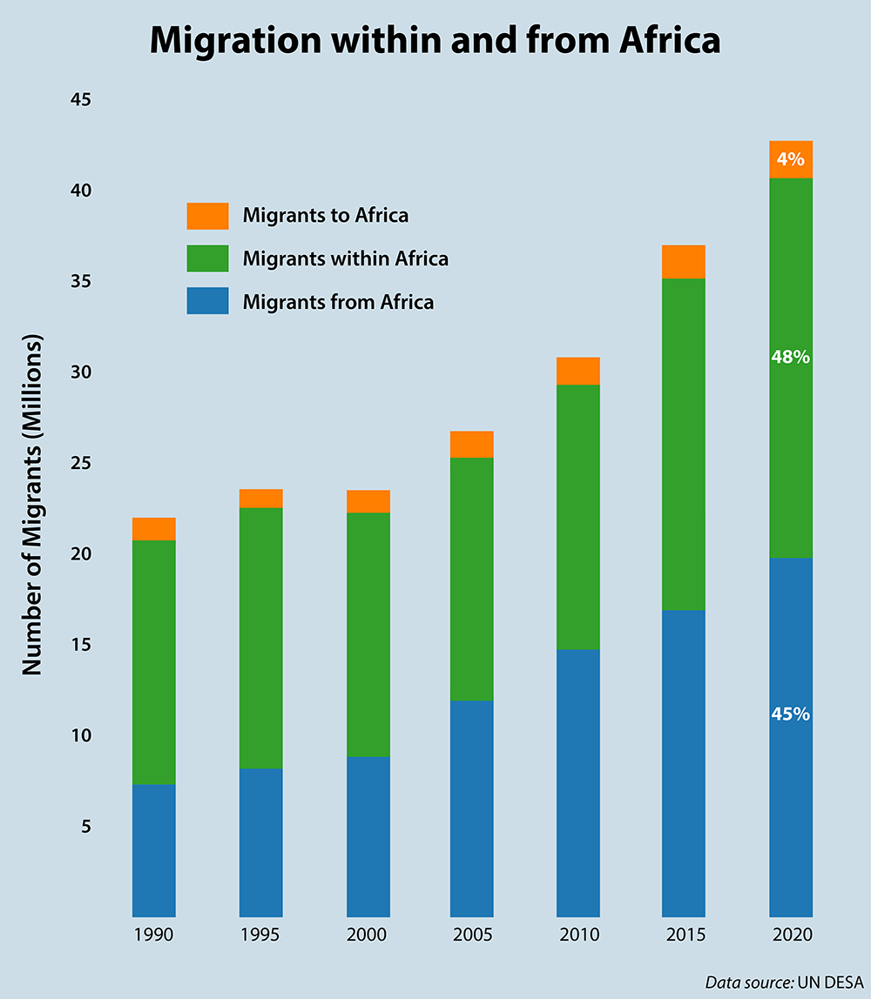 Migration within and from Africa
45
40
35
30
25
20
15
10
5
Number of Migrants (Millions)
Migrants to Africa
Migrants within Africa
Migrants from Africa
4%
48%
45%
1990 1995 2000 2005 2010 2015 2020
Data source: UN DESA